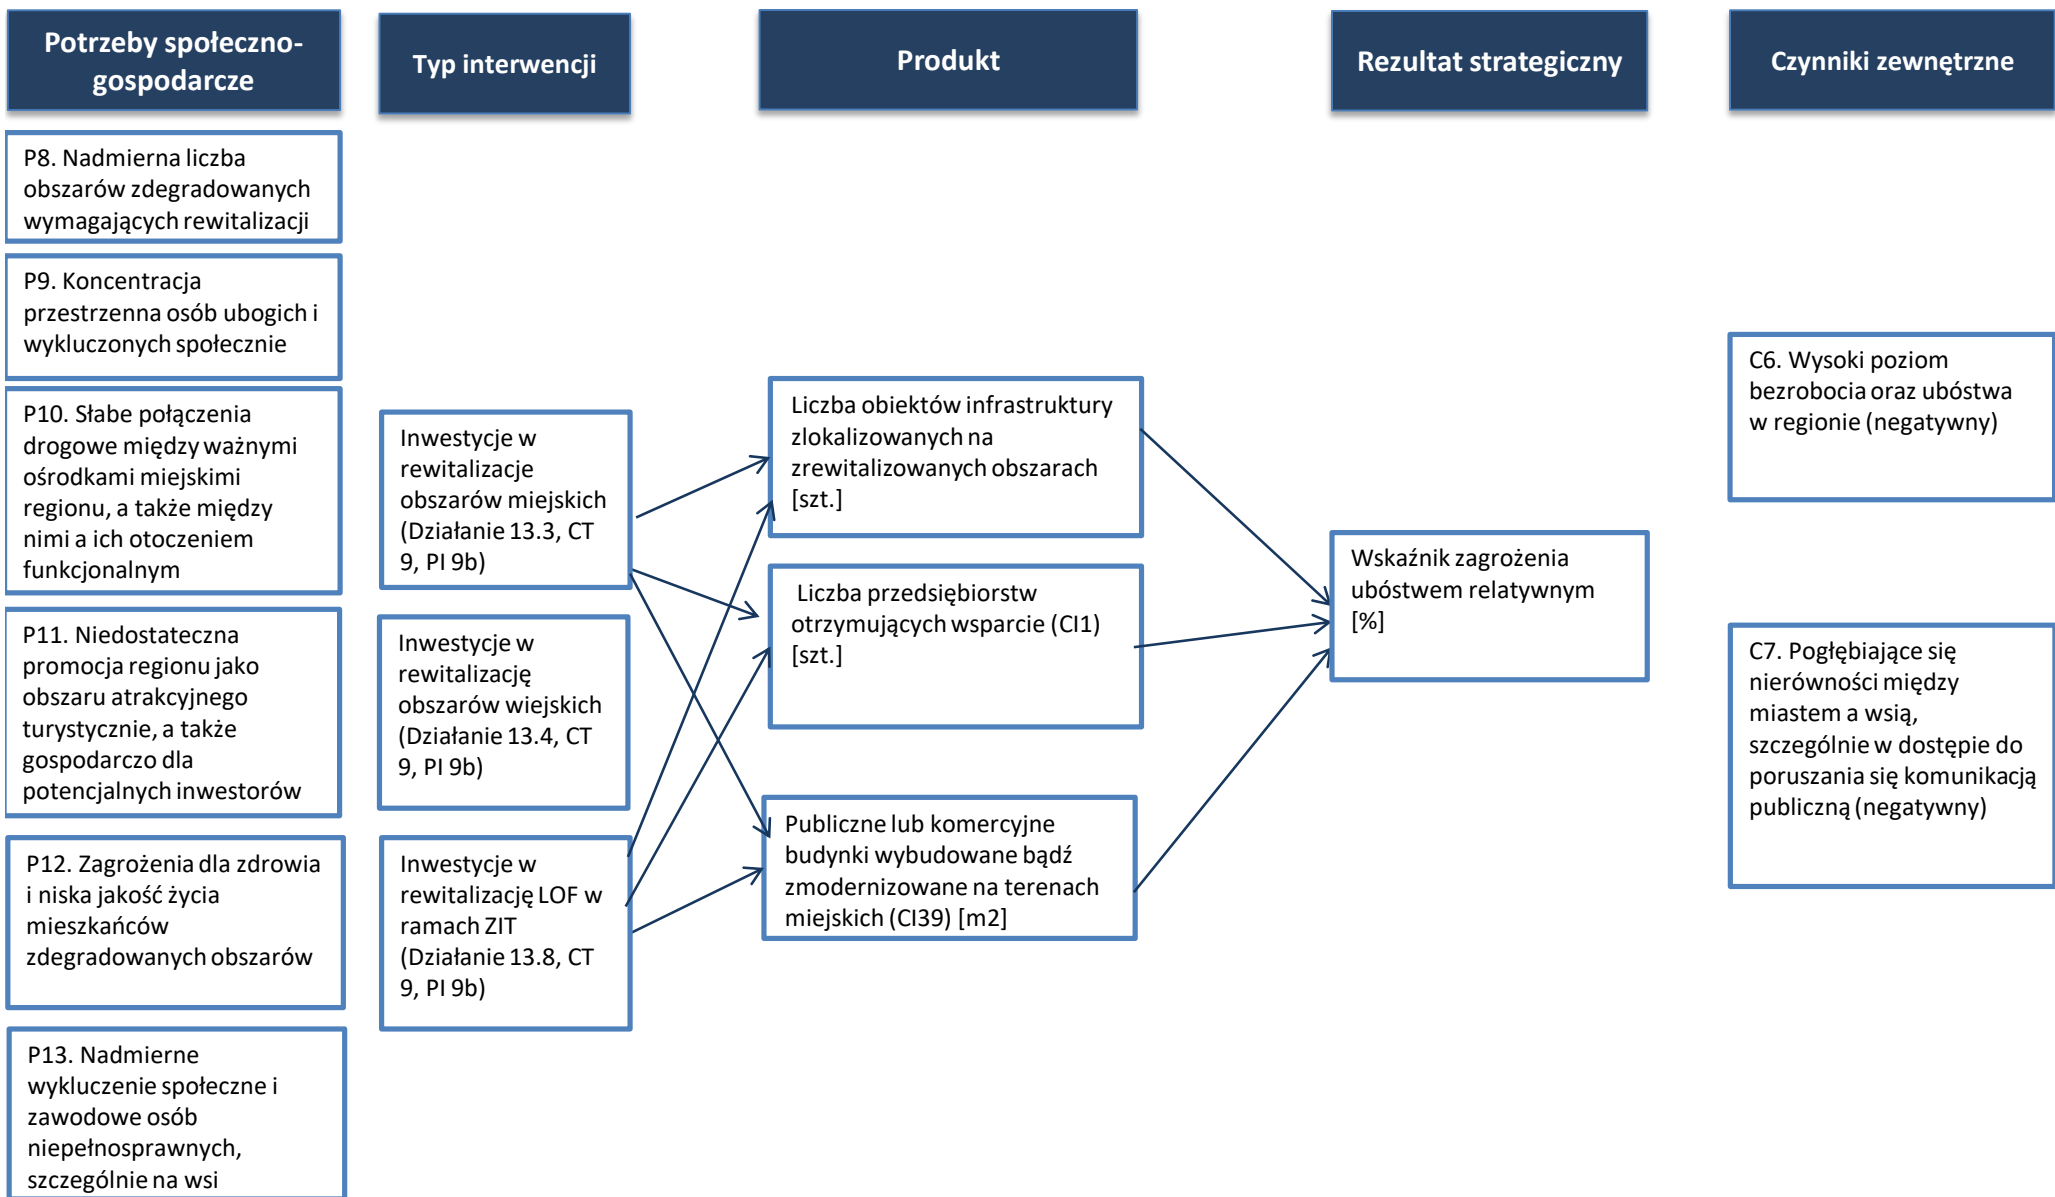 Potrzeby społeczno-
gospodarcze
Typ interwencji
Produkt
Rezultat strategiczny
Czynniki zewnętrzne
P8. Nadmierna liczba
obszarów zdegradowanych
wymagających rewitalizacji
P9. Koncentracja
przestrzenna osób ubogich i
wykluczonych społecznie
P10. Słabe połączenia
drogowe między ważnymi
ośrodkami miejskimi
regionu, a także między
nimi a ich otoczeniem
funkcjonalnym
P11. Niedostateczna
promocja regionu jako
obszaru atrakcyjnego
turystycznie, a także
gospodarczo dla
potencjalnych inwestorów
P12. Zagrożenia dla zdrowia
i niska jakość życia
mieszkańców
zdegradowanych obszarów
P13. Nadmierne
wykluczenie społeczne i
zawodowe osób
niepełnosprawnych,
szczególnie na wsi
Inwestycje w
rewitalizacje
obszarów miejskich
(Działanie 13.3, CT
9, PI 9b)
Inwestycje w
rewitalizację
obszarów wiejskich
(Działanie 13.4, CT
9, PI 9b)
Inwestycje w
rewitalizację LOF w
ramach ZIT
(Działanie 13.8, CT
9, PI 9b)
Liczba obiektów infrastruktury
zlokalizowanych na
zrewitalizowanych obszarach
[szt.]
Liczba przedsiębiorstw
otrzymujących wsparcie (CI1)
[szt.]
Publiczne lub komercyjne
budynki wybudowane bądź
zmodernizowane na terenach
miejskich (CI39) [m2]
Wskaźnik zagrożenia
ubóstwem relatywnym
[%]
C6. Wysoki poziom
bezrobocia oraz ubóstwa
w regionie (negatywny)
C7. Pogłębiające się
nierówności między
miastem a wsią,
szczególnie w dostępie do
poruszania się komunikacją
publiczną (negatywny)